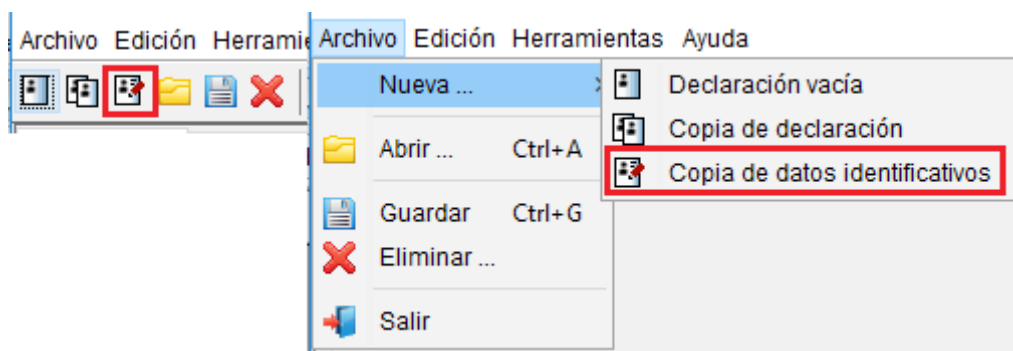 Archivo Edición Herrami
Archivo Edición Herramientas Ayuda
Nueva ...
Declaración vacía
Copia de declaración
Copia de datos identificativos
Abrir ... Ctrl+A
Guardar Ctrl+G
Eliminar ...
Salir